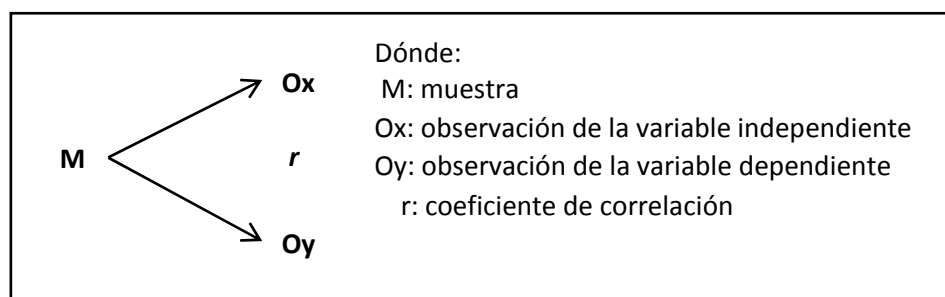 M
Ox
r
Oy
Dónde:
M: muestra
Ox: observación de la variable independiente
Oy: observación de la variable dependiente
r: coeficiente de correlación